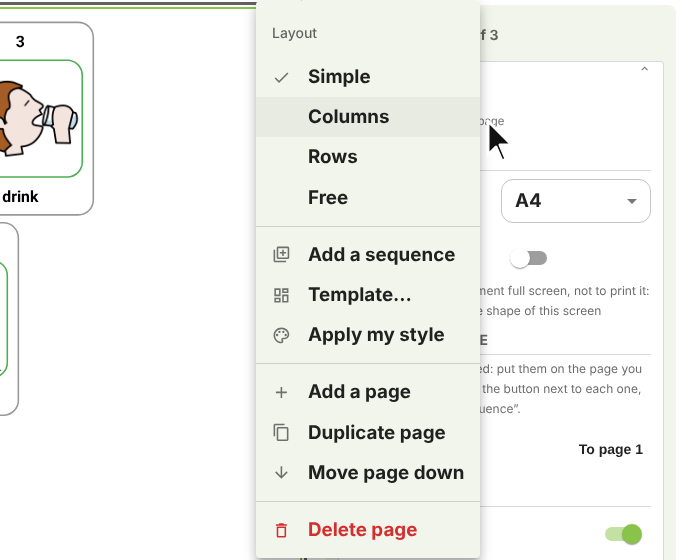 3
drink
Layout
Simple
Columns
Rows
Free
Add a sequence
Template...
Apply my style
Add a page
Duplicate page
Move page down
Delete page
f 3
page
A4
ment full screen, not to print it:
e shape of this screen
E
ed: put them on the page you
the button next to each one,
uence”.
To page 1